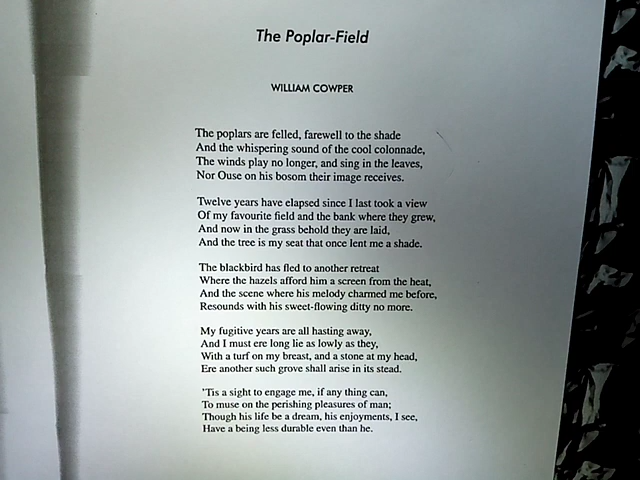 The Poplar-Field
WILLIAM COWPER
The poplars are felled, farewell to the shade
And the whispering sound of the cool colonnade,
The winds play no longer, and sing in the leaves,
Nor Ouse on his bosom their image receives.
Twelve years have elapsed since I last took a view
Of my favourite field and the bank where they grew,
And now in the grass behold they are laid,
And the tree is my seat that once lent me a shade.
The blackbird has fled to another retreat
Where the hazels afford him a screen from the heat,
And the scene where his melody charmed me before,
Resounds with his sweet-flowing ditty no more.
My fugitive years are all hasting away,
And I must ere long lie as lowly as they,
With a turf on my breast, and a stone at my head,
Ere another such grove shall arise in its stead.
'Tis a sight to engage me, if any thing can,
To muse on the perishing pleasures of man;
Though his life be a dream, his enjoyments, I see,
Have a being less durable even than he.